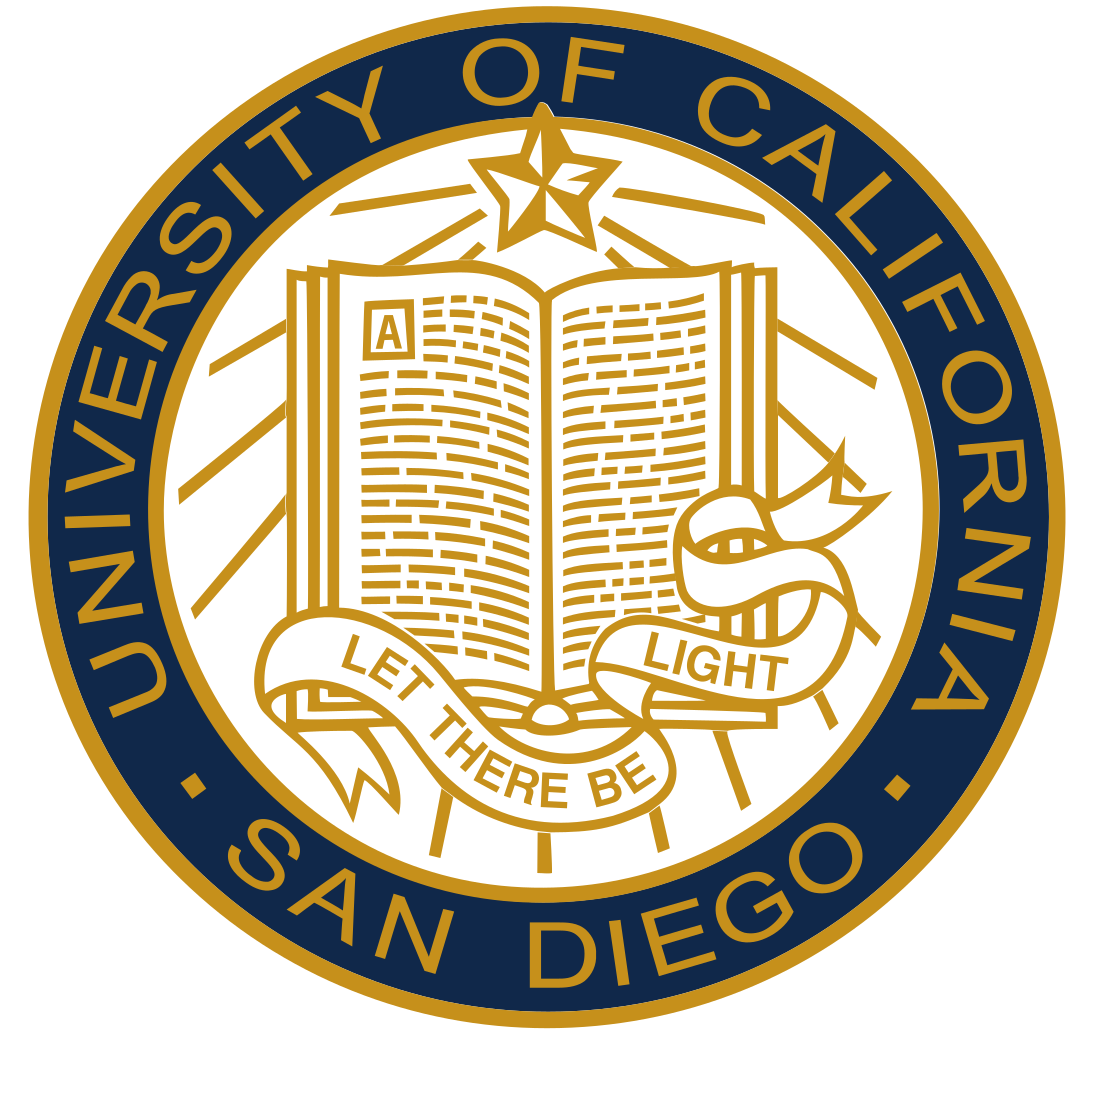 UNIVERSITY OF CALIFORNIA
· SAN DIEGO ·
A
LET THERE BE
LIGHT